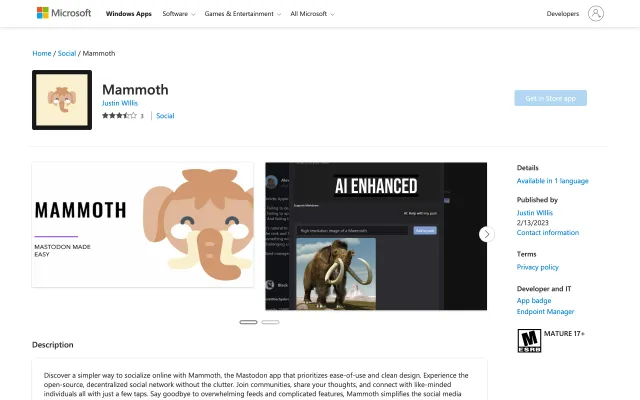 Microsoft
Windows Apps
Software
Games & Entertainment
All Microsoft
Developers
Home / Social / Mammoth
Mammoth
Justin WIllis
3
Social
Get in Store app
MAMMOTH
MASTODON MADE
EASY
AI ENHANCED
AI, Help with my post
High resolution image of a Mammoth
Details
Available in 1 language
Published by
Justin WIllis
2/13/2023
Contact information
Terms
Privacy policy
Developer and IT
App badge
Endpoint Manager
M
ESRB
MATURE 17+
Description
Discover a simpler way to socialize online with Mammoth, the Mastodon app that prioritizes ease-of-use and clean design. Experience the
open-source, decentralized social network without the clutter. Join communities, share your thoughts, and connect with like-minded
individuals all with just a few taps. Say goodbye to overwhelming feeds and complicated features, Mammoth simplifies the social media